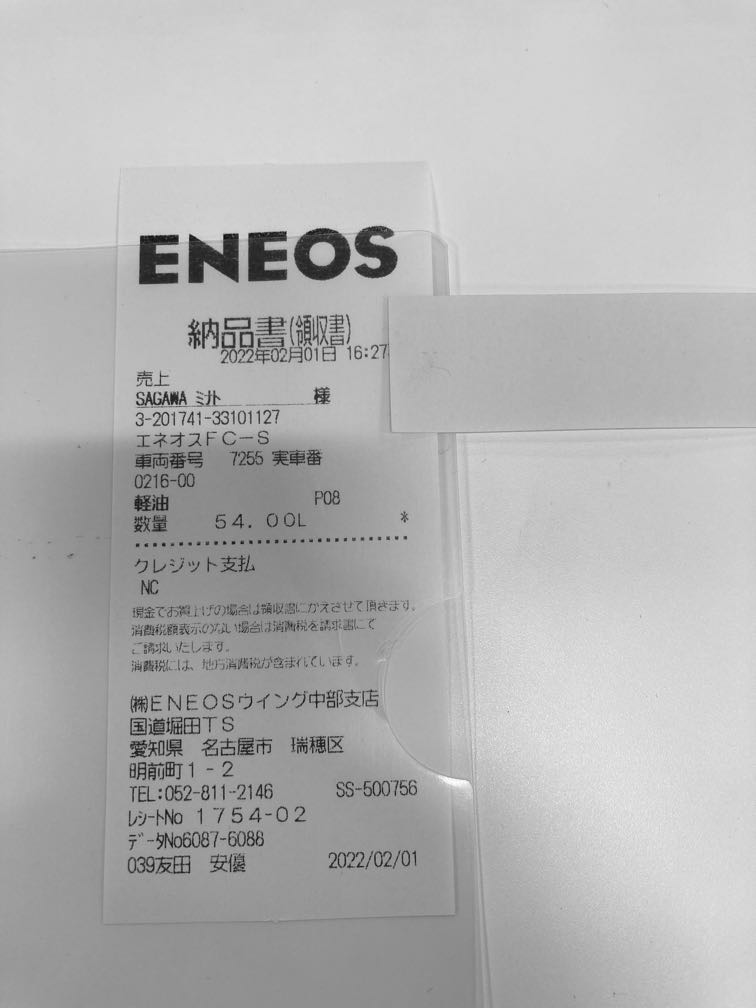 ENEOS
納品書(領収書)
2022年02月01日 16:27
売上
SAGAWA ミナト 様
3-201741-33101127
エネオスFC-S
車両番号 7255 実車番
0216-00
軽油 P08
数量 54.00L *
クレジット支払
NC
現金でお買上げの場合は領収書にかえさせて頂きます。
消費税額表示のない場合は消費税を請求書にて
ご請求いたします。
消費税には、地方消費税が含まれています。
(株)ENEOSウイング中部支店
国道堀田TS
愛知県 名古屋市 瑞穂区
明前町1-2
TEL:052-811-2146 SS-500756
レシートNo 1754-02
データNo6087-6088
039友田 安優 2022/02/01